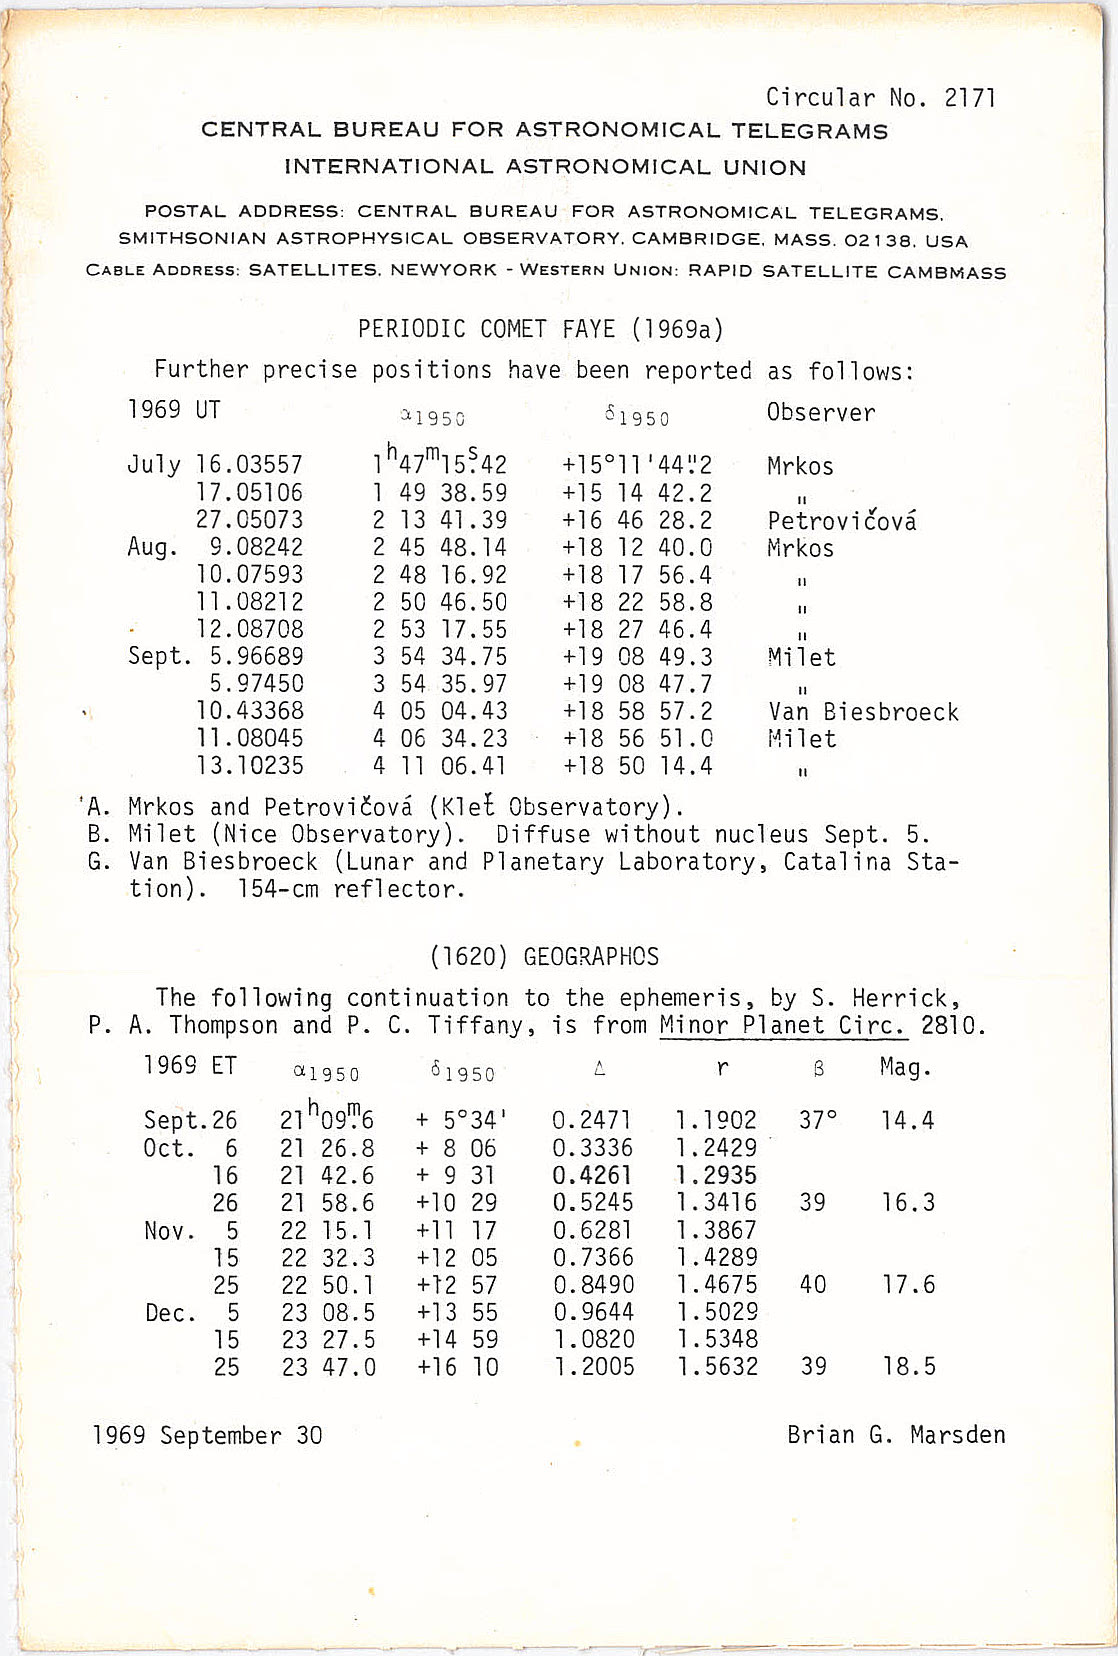 Circular No. 2171
CENTRAL BUREAU FOR ASTRONOMICAL TELEGRAMS
INTERNATIONAL ASTRONOMICAL UNION
POSTAL ADDRESS: CENTRAL BUREAU FOR ASTRONOMICAL TELEGRAMS,
SMITHSONIAN ASTROPHYSICAL OBSERVATORY, CAMBRIDGE, MASS. 02138, USA
CABLE ADDRESS: SATELLITES, NEWYORK - WESTERN UNION: RAPID SATELLITE CAMBMASS
PERIODIC COMET FAYE (1969a)
Further precise positions have been reported as follows:
1969 UT α1950 δ1950 Observer
July 16.03557 1h47m15s.42 +15°11'44".2 Mrkos
17.05106 1 49 38.59 +15 14 42.2 "
27.05073 2 13 41.39 +16 46 28.2 Petrovičová
Aug. 9.08242 2 45 48.14 +18 12 40.0 Mrkos
10.07593 2 48 16.92 +18 17 56.4 "
11.08212 2 50 46.50 +18 22 58.8 "
12.08708 2 53 17.55 +18 27 46.4 "
Sept. 5.96689 3 54 34.75 +19 08 49.3 Milet
5.97450 3 54 35.97 +19 08 47.7 "
10.43368 4 05 04.43 +18 58 57.2 Van Biesbroeck
11.08045 4 06 34.23 +18 56 51.0 Milet
13.10235 4 11 06.41 +18 50 14.4 "
A. Mrkos and Petrovičová (Kleť Observatory).
B. Milet (Nice Observatory). Diffuse without nucleus Sept. 5.
G. Van Biesbroeck (Lunar and Planetary Laboratory, Catalina Sta-
tion). 154-cm reflector.
(1620) GEOGRAPHOS
The following continuation to the ephemeris, by S. Herrick,
P. A. Thompson and P. C. Tiffany, is from Minor Planet Circ. 2810.
1969 ET α1950 δ1950 Δ r β Mag.
Sept.26 21h09m.6 + 5°34' 0.2471 1.1902 37° 14.4
Oct. 6 21 26.8 + 8 06 0.3336 1.2429
16 21 42.6 + 9 31 0.4261 1.2935
26 21 58.6 +10 29 0.5245 1.3416 39 16.3
Nov. 5 22 15.1 +11 17 0.6281 1.3867
15 22 32.3 +12 05 0.7366 1.4289
25 22 50.1 +12 57 0.8490 1.4675 40 17.6
Dec. 5 23 08.5 +13 55 0.9644 1.5029
15 23 27.5 +14 59 1.0820 1.5348
25 23 47.0 +16 10 1.2005 1.5632 39 18.5
1969 September 30 Brian G. Marsden